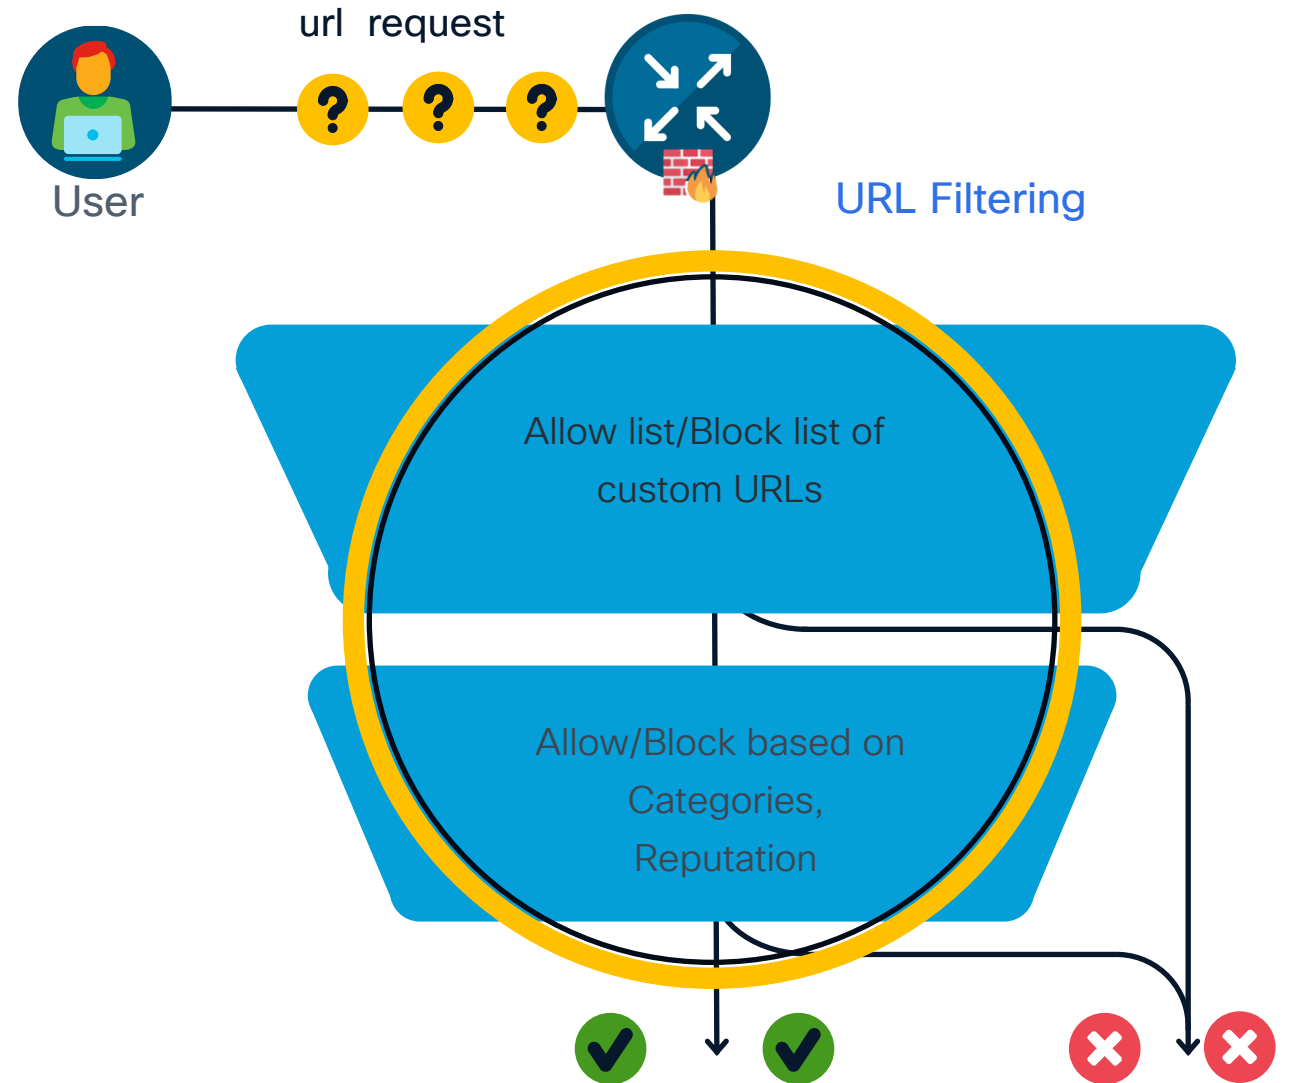 url request
User
URL Filtering
Allow list/Block list of
custom URLs
Allow/Block based on
Categories,
Reputation